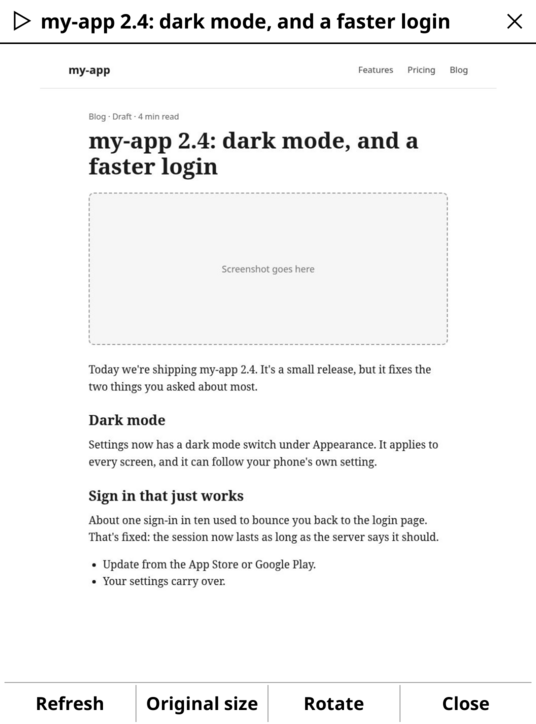 my-app 2.4: dark mode, and a faster login
my-app
Features Pricing Blog
Blog · Draft · 4 min read
my-app 2.4: dark mode, and a
faster login
Screenshot goes here
Today we're shipping my-app 2.4. It's a small release, but it fixes the
two things you asked about most.
Dark mode
Settings now has a dark mode switch under Appearance. It applies to
every screen, and it can follow your phone's own setting.
Sign in that just works
About one sign-in in ten used to bounce you back to the login page.
That's fixed: the session now lasts as long as the server says it should.
• Update from the App Store or Google Play.
• Your settings carry over.
Refresh Original size Rotate Close